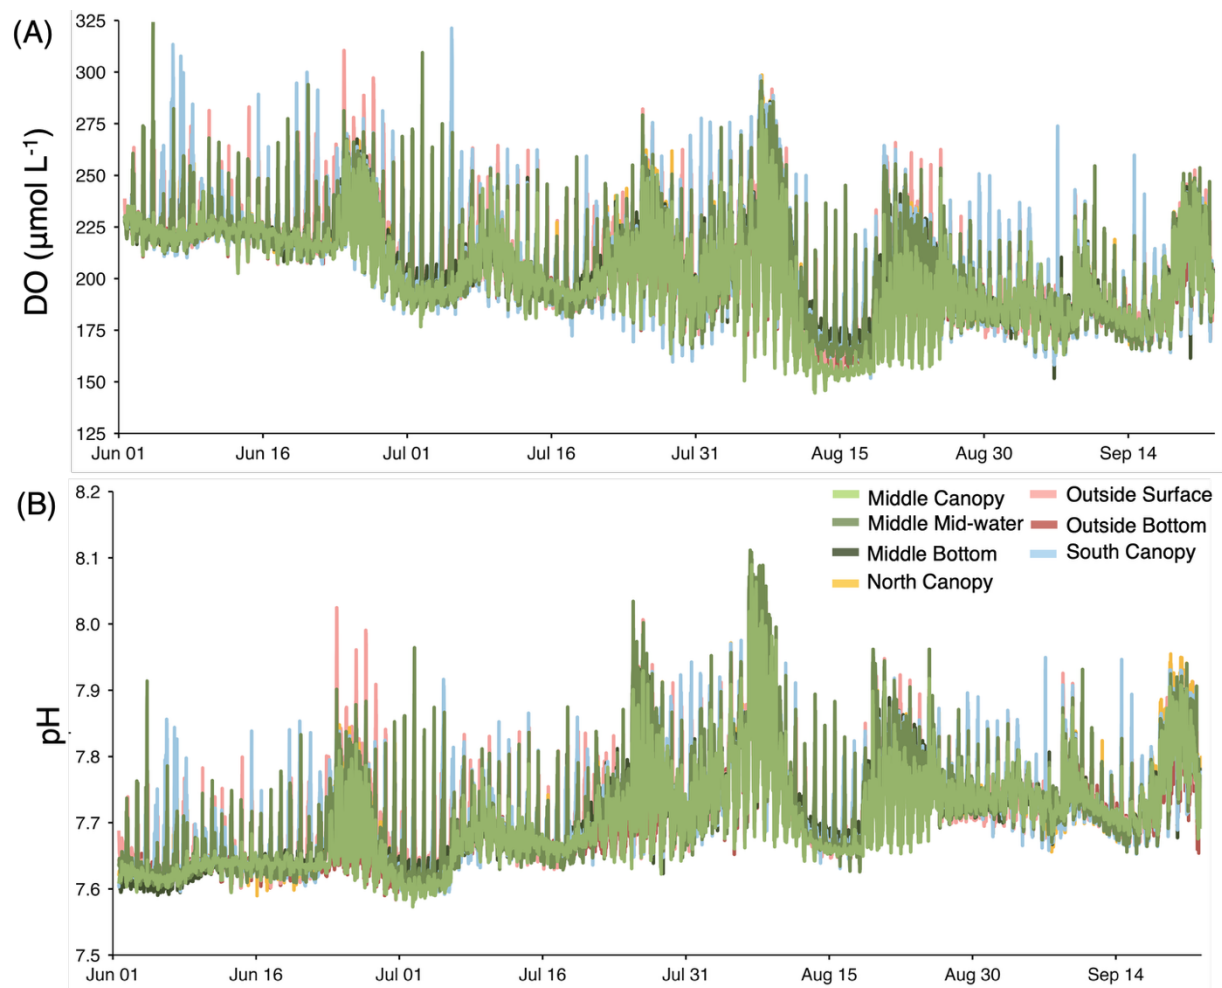 (A)
DO (µmol L-1)
325
300
275
250
225
200
175
150
125
Jun 01 Jun 16 Jul 01 Jul 16 Jul 31 Aug 15 Aug 30 Sep 14
(B)
pH
8.2
8.1
8.0
7.9
7.8
7.7
7.6
7.5
Middle Canopy Outside Surface
Middle Mid-water Outside Bottom
Middle Bottom South Canopy
North Canopy
Jun 01 Jun 16 Jul 01 Jul 16 Jul 31 Aug 15 Aug 30 Sep 14